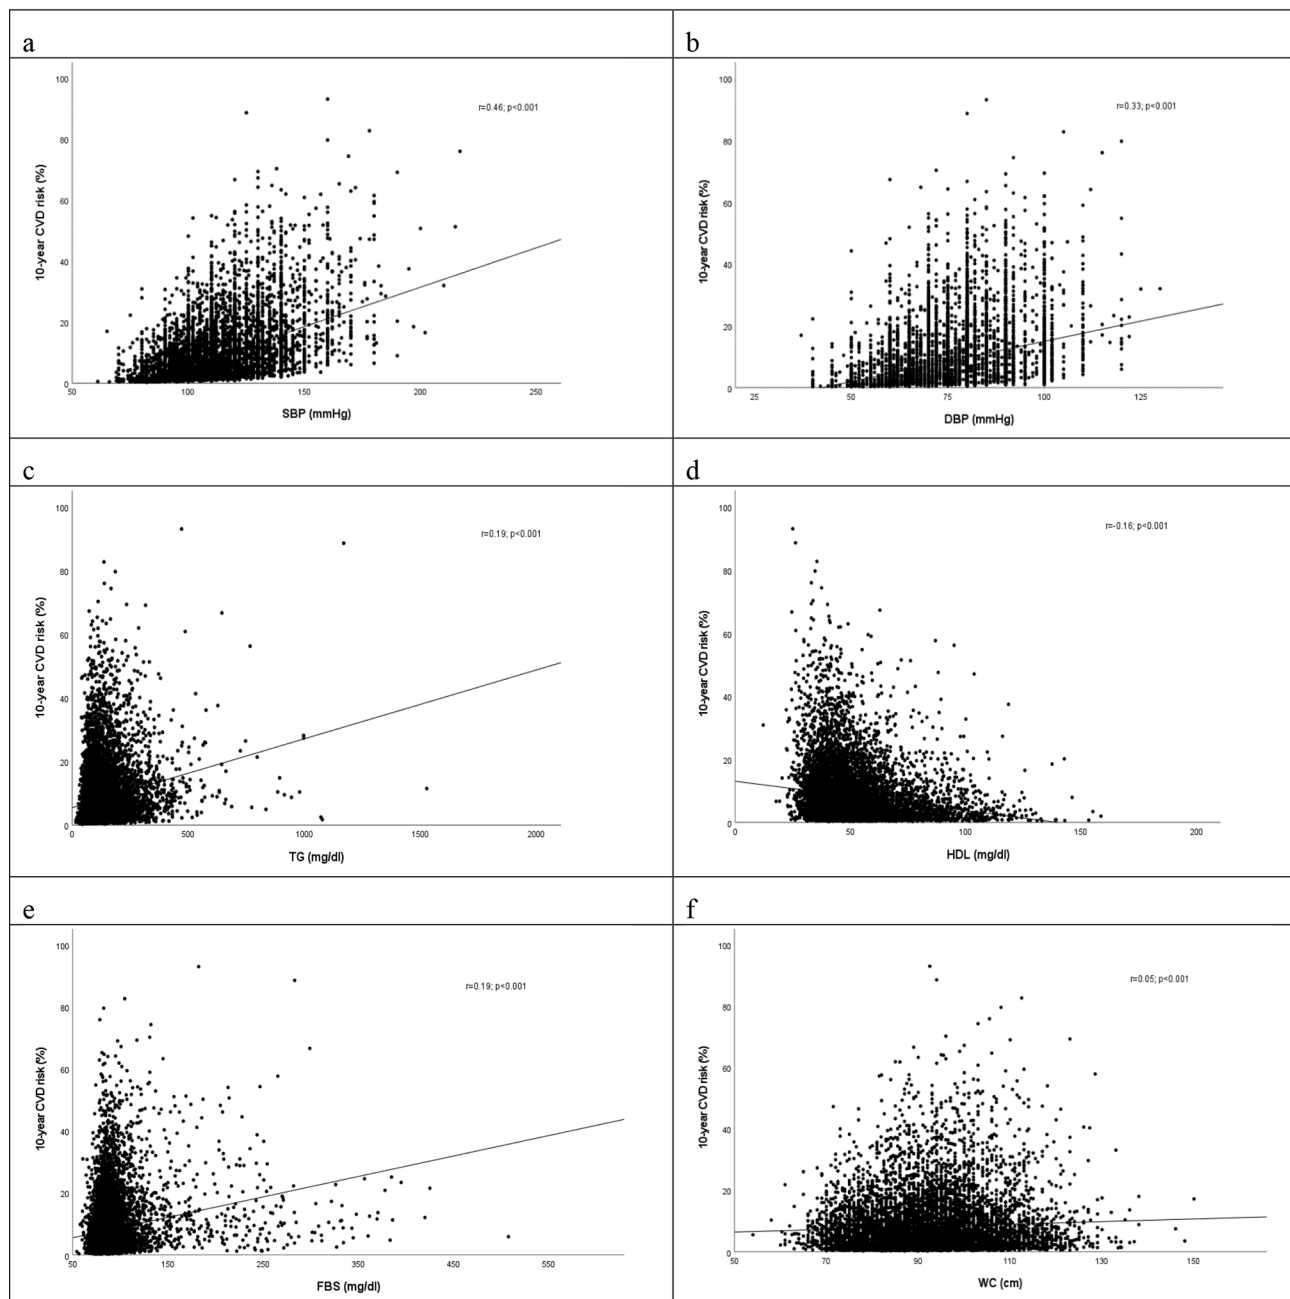 a
b
100
80
60
40
20
0
10-year CVD risk (%)
r=0.46; p<0.001
50
100
150
200
250
SBP (mmHg)
100
80
60
40
20
0
10-year CVD risk (%)
r=0.33; p<0.001
25
50
75
100
125
DBP (mmHg)
c
d
100
80
60
40
20
0
10-year CVD risk (%)
r=0.19; p<0.001
0
500
1000
1500
2000
TG (mg/dl)
100
80
60
40
20
0
10-year CVD risk (%)
r=-0.16; p<0.001
0
50
100
150
200
HDL (mg/dl)
e
f
100
80
60
40
20
0
10-year CVD risk (%)
r=0.19; p<0.001
50
150
250
350
450
550
FBS (mg/dl)
100
80
60
40
20
0
10-year CVD risk (%)
r=0.05; p<0.001
50
70
90
110
130
150
WC (cm)